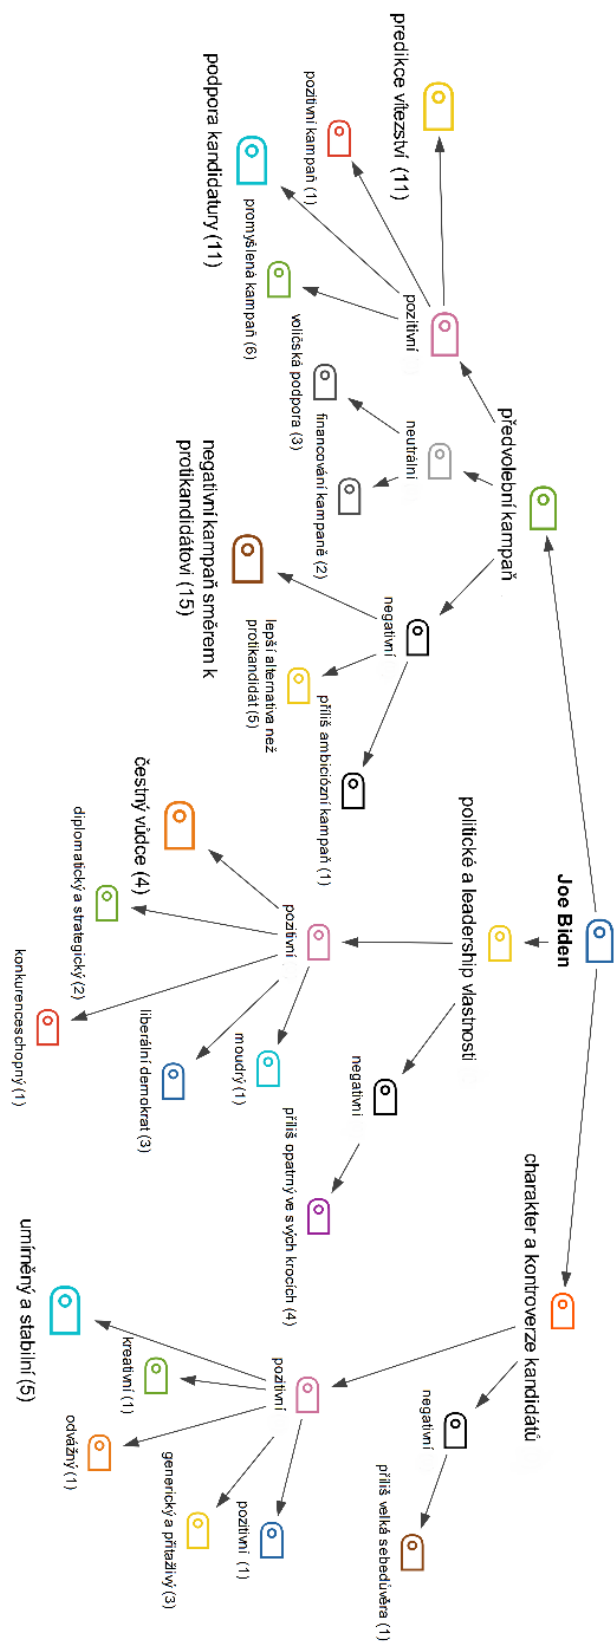 Joe Biden
předvolební kampaň
politické a leadership vlastnosti
charakter a kontroverze kandidátů
pozitivní
neutrální
negativní
predikce vítezství (11)
pozitivní kampaň (1)
podpora kandidatury (11)
promyšlená kampaň (6)
voličská podpora (3)
financování kampaně (2)
negativní kampaň směrem k
protikandidátovi (15)
lepší alternativa než
protikandidát (5)
příliš ambiciózní kampaň (1)
pozitivní
negativní
čestný vůdce (4)
diplomatický a strategický (2)
konkurenceschopný (1)
liberální demokrat (3)
moudrý (1)
příliš opatrný ve svých krocích (4)
pozitivní
negativní
umírněný a stabilní (5)
kreativní (1)
odvážný (1)
generický a přitažlivý (3)
pozitivní (1)
příliš velká sebedůvěra (1)